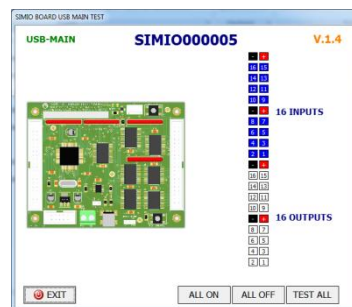 SIMIO BOARD USB MAIN TEST
USB-MAIN
SIMIO000005
V.1.4
- +
16 15
14 13
12 11
10 9
- +
16 INPUTS
8 7
6 5
4 3
2 1
- +
16 15
14 13
12 11
10 9
- +
16 OUTPUTS
8 7
6 5
4 3
2 1
EXIT
ALL ON
ALL OFF
TEST ALL